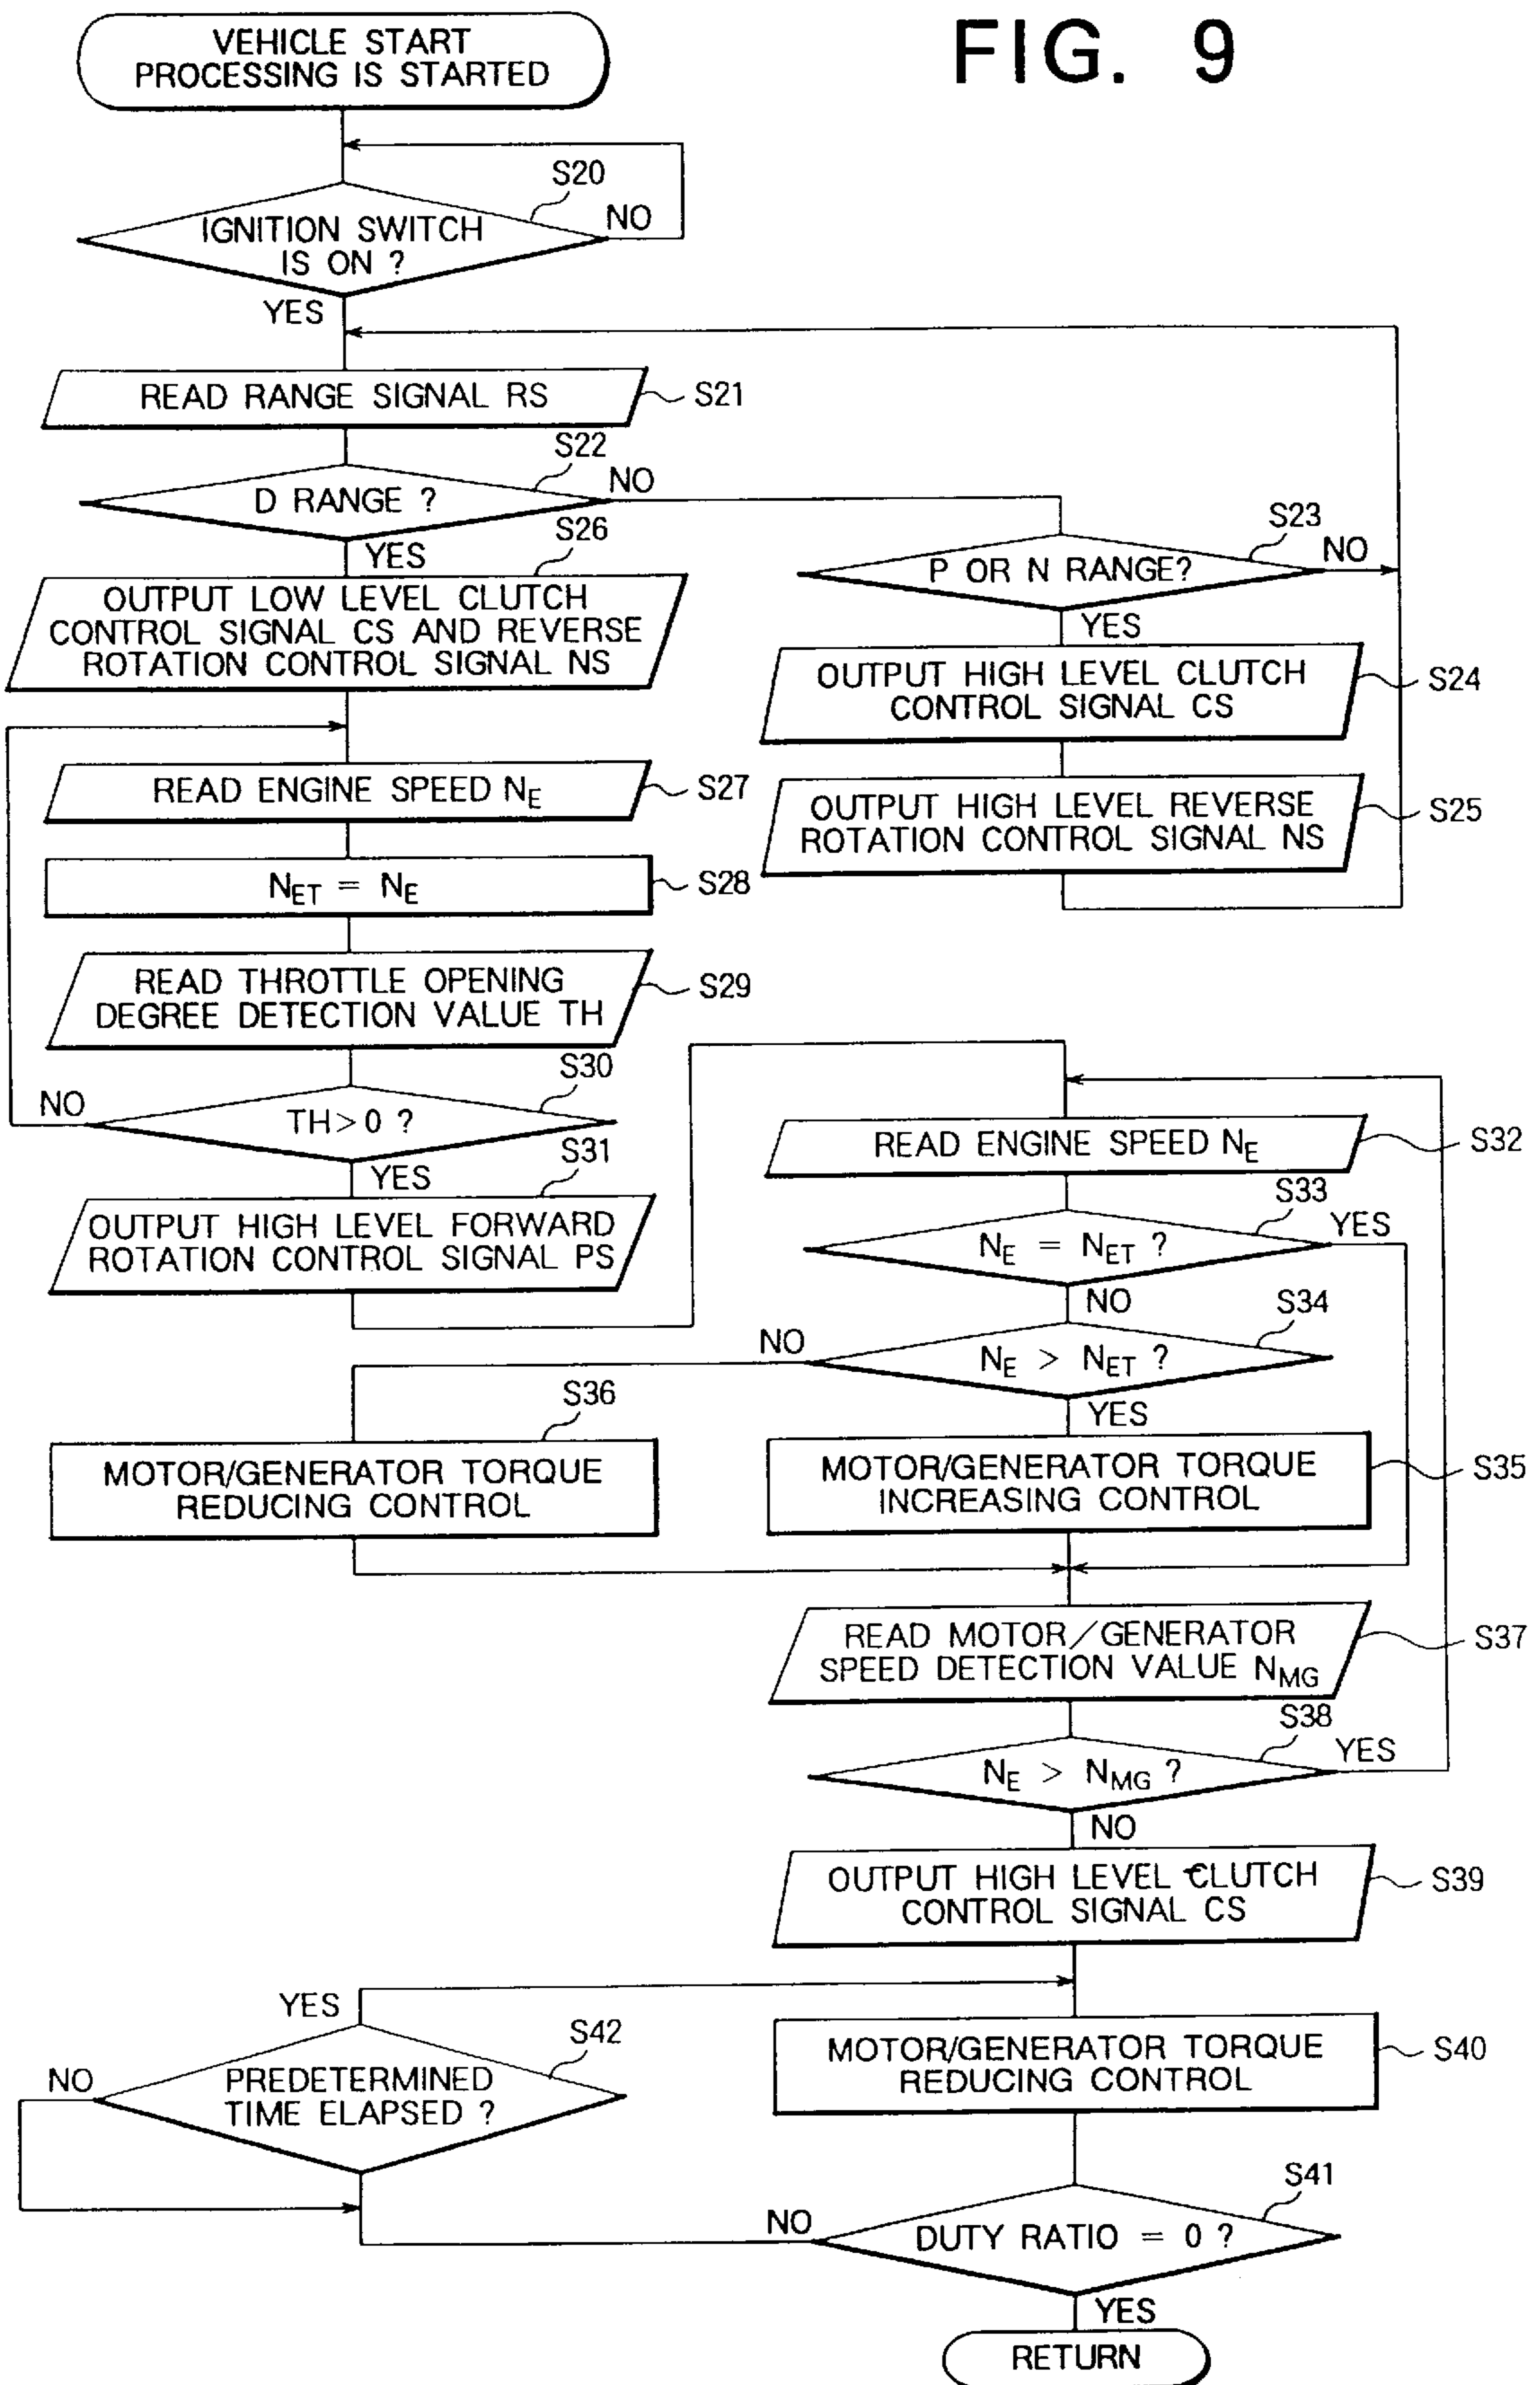 FIG. 9
VEHICLE START
PROCESSING IS STARTED
S20
IGNITION SWITCH
IS ON ?
NO
YES
READ RANGE SIGNAL RS
S21
S22
D RANGE ?
NO
YES
S23
P OR N RANGE?
NO
YES
OUTPUT HIGH LEVEL CLUTCH
CONTROL SIGNAL CS
S24
OUTPUT HIGH LEVEL REVERSE
ROTATION CONTROL SIGNAL NS
S25
S26
OUTPUT LOW LEVEL CLUTCH
CONTROL SIGNAL CS AND REVERSE
ROTATION CONTROL SIGNAL NS
READ ENGINE SPEED NE
S27
NET = NE
S28
READ THROTTLE OPENING
DEGREE DETECTION VALUE TH
S29
S30
TH>0 ?
NO
YES
S31
OUTPUT HIGH LEVEL FORWARD
ROTATION CONTROL SIGNAL PS
READ ENGINE SPEED NE
S32
S33
NE = NET ?
YES
NO
S34
NE > NET ?
NO
YES
S36
MOTOR/GENERATOR TORQUE
REDUCING CONTROL
MOTOR/GENERATOR TORQUE
INCREASING CONTROL
S35
READ MOTOR/GENERATOR
SPEED DETECTION VALUE NMG
S37
S38
NE > NMG ?
YES
NO
OUTPUT HIGH LEVEL CLUTCH
CONTROL SIGNAL CS
S39
MOTOR/GENERATOR TORQUE
REDUCING CONTROL
S40
S41
DUTY RATIO = 0 ?
NO
YES
YES
S42
PREDETERMINED
TIME ELAPSED ?
NO
RETURN